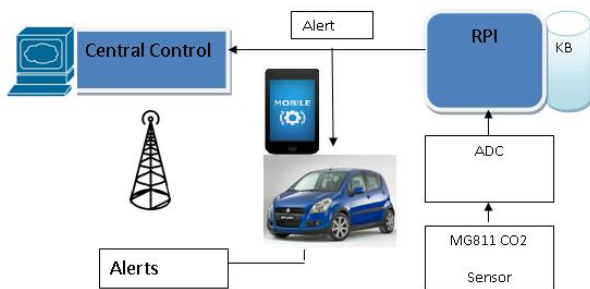 Alert
Central Control
RPI
KB
MOBILE
ADC
MG811 CO2
Sensor
Alerts